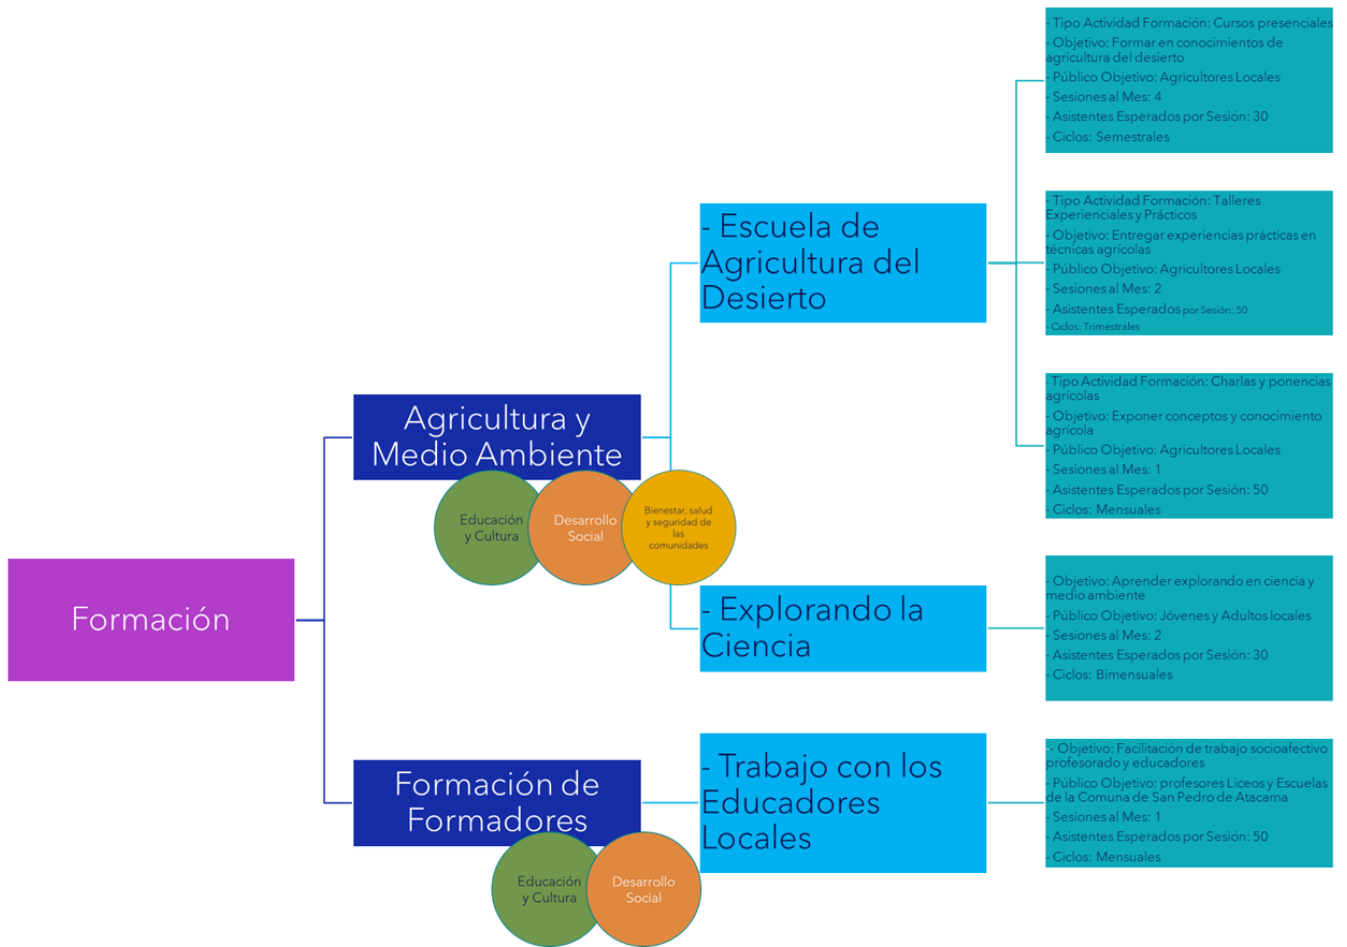 Formación
Agricultura y
Medio Ambiente
Educación
y Cultura
Desarrollo
Social
Bienestar, salud
y seguridad de
las
comunidades
- Escuela de
Agricultura del
Desierto
- Tipo Actividad Formación: Cursos presenciales
- Objetivo: Formar en conocimientos de
agricultura del desierto
- Público Objetivo: Agricultores Locales
- Sesiones al Mes: 4
- Asistentes Esperados por Sesión: 30
- Ciclos: Semestrales
- Tipo Actividad Formación: Talleres
Experienciales y Prácticos
- Objetivo: Entregar experiencias prácticas en
técnicas agrícolas
- Público Objetivo: Agricultores Locales
- Sesiones al Mes: 2
- Asistentes Esperados por Sesión: 50
- Ciclos: Trimestrales
- Tipo Actividad Formación: Charlas y ponencias
agrícolas
- Objetivo: Exponer conceptos y conocimiento
agrícola
- Público Objetivo: Agricultores Locales
- Sesiones al Mes: 1
- Asistentes Esperados por Sesión: 50
- Ciclos: Mensuales
- Explorando la
Ciencia
- Objetivo: Aprender explorando en ciencia y
medio ambiente
- Público Objetivo: Jóvenes y Adultos locales
- Sesiones al Mes: 2
- Asistentes Esperados por Sesión: 30
- Ciclos: Bimensuales
Formación de
Formadores
Educación
y Cultura
Desarrollo
Social
- Trabajo con los
Educadores
Locales
-- Objetivo: Facilitación de trabajo socioafectivo
profesorado y educadores
- Público Objetivo: profesores Liceos y Escuelas
de la Comuna de San Pedro de Atacama
- Sesiones al Mes: 1
- Asistentes Esperados por Sesión: 50
- Ciclos: Mensuales